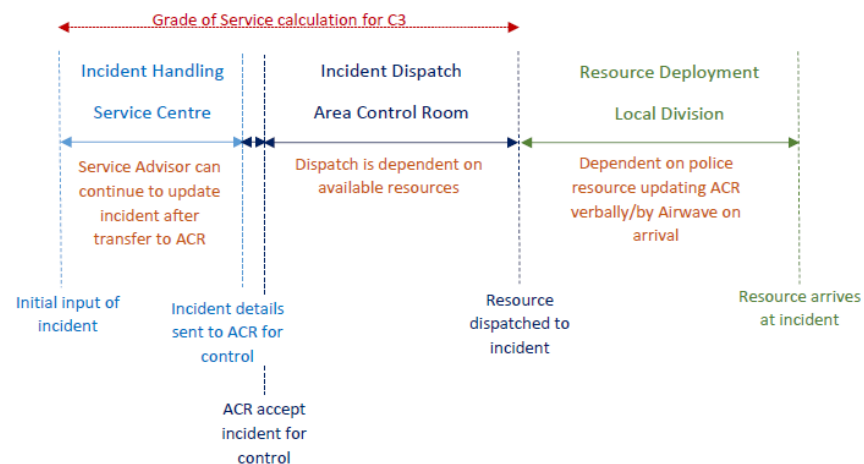 Grade of Service calculation for C3
Incident Handling
Service Centre
Incident Dispatch
Area Control Room
Resource Deployment
Local Division
Service Advisor can
continue to update
incident after
transfer to ACR
Dispatch is dependent on
available resources
Dependent on police
resource updating ACR
verbally/by Airwave on
arrival
Initial input of
incident
Incident details
sent to ACR for
control
Resource
dispatched to
incident
Resource arrives
at incident
ACR accept
incident for
control